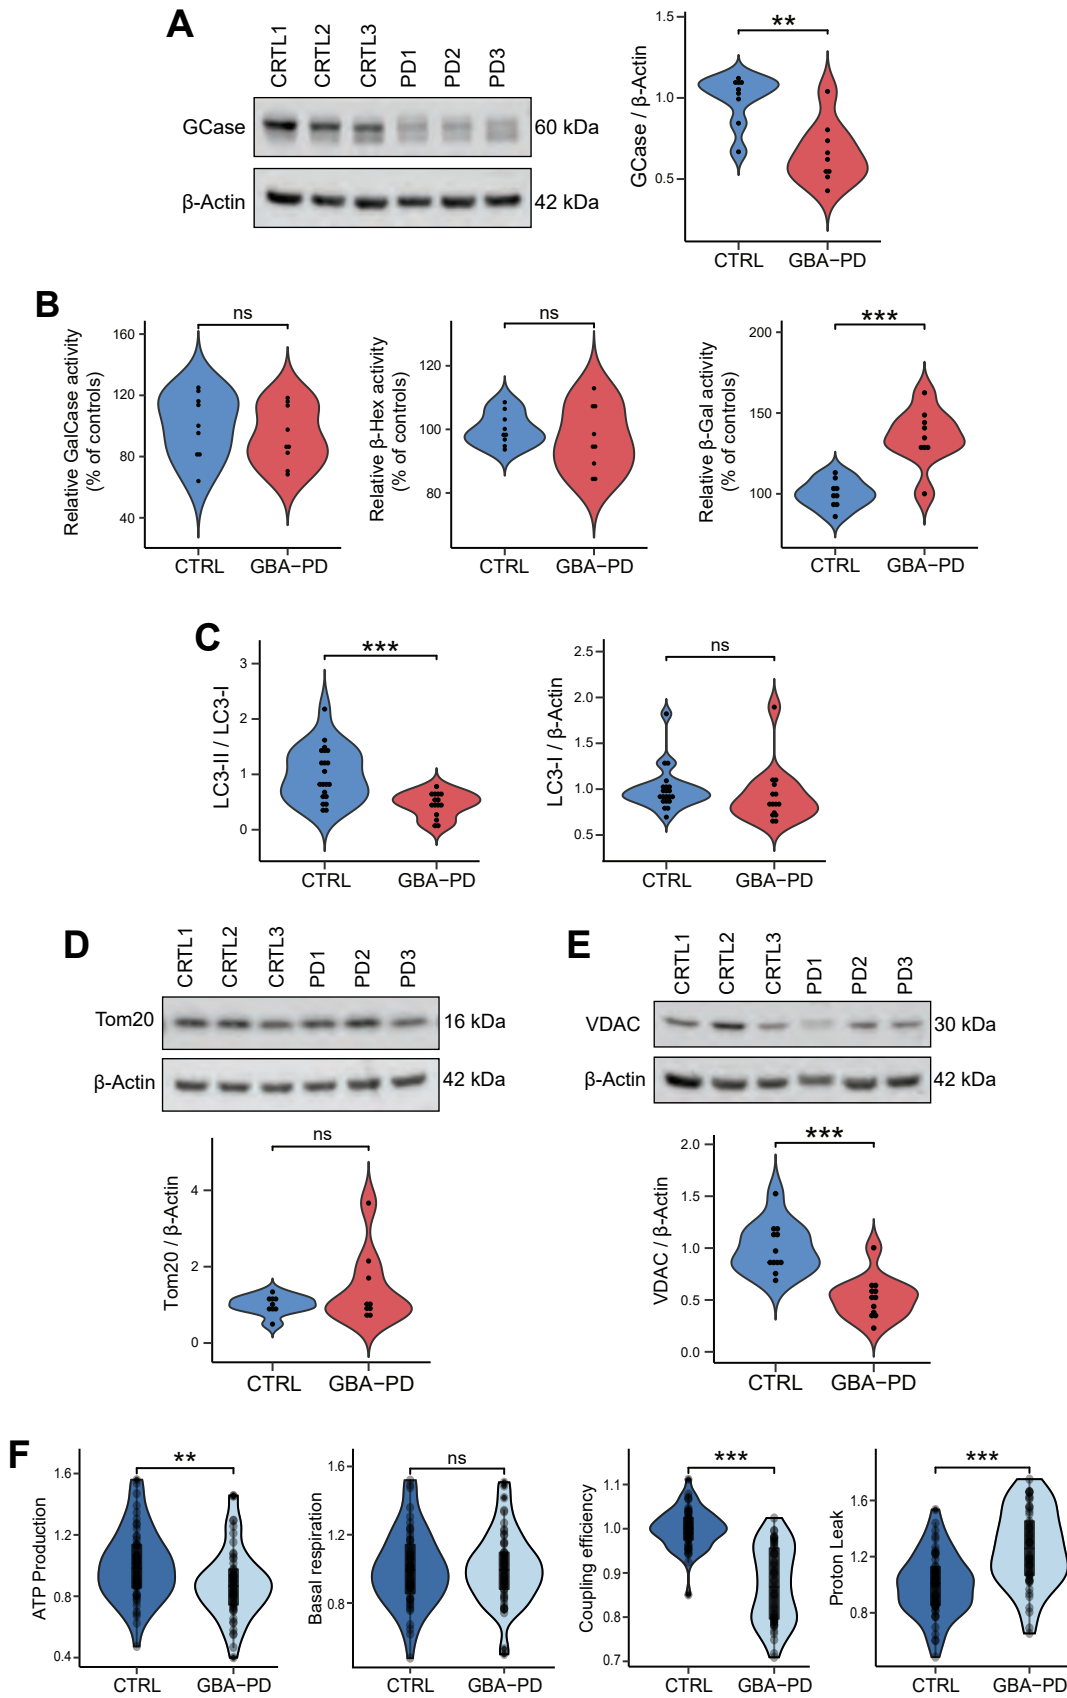 A
CRTL1
CRTL2
CRTL3
PD1
PD2
PD3
GCase
60 kDa
β-Actin
42 kDa
GCase / β-Actin
1.5
1.0
0.5
**
CTRL
GBA−PD
B
Relative GalCase activity
(% of controls)
160
120
80
40
ns
CTRL
GBA−PD
Relative β-Hex activity
(% of controls)
120
100
80
ns
CTRL
GBA−PD
Relative β-Gal activity
(% of controls)
200
150
100
***
CTRL
GBA−PD
C
LC3-II / LC3-I
3
2
1
0
***
CTRL
GBA−PD
LC3-I / β-Actin
2.5
2.0
1.5
1.0
0.5
ns
CTRL
GBA−PD
D
CRTL1
CRTL2
CRTL3
PD1
PD2
PD3
Tom20
16 kDa
β-Actin
42 kDa
Tom20 / β-Actin
4
2
0
ns
CTRL
GBA−PD
E
CRTL1
CRTL2
CRTL3
PD1
PD2
PD3
VDAC
30 kDa
β-Actin
42 kDa
VDAC / β-Actin
2.0
1.5
1.0
0.5
0.0
***
CTRL
GBA−PD
F
ATP Production
1.6
1.2
0.8
0.4
**
CTRL
GBA−PD
Basal respiration
1.6
1.2
0.8
ns
CTRL
GBA−PD
Coupling efficiency
1.1
1.0
0.9
0.8
0.7
***
CTRL
GBA−PD
Proton Leak
1.6
1.2
0.8
***
CTRL
GBA−PD